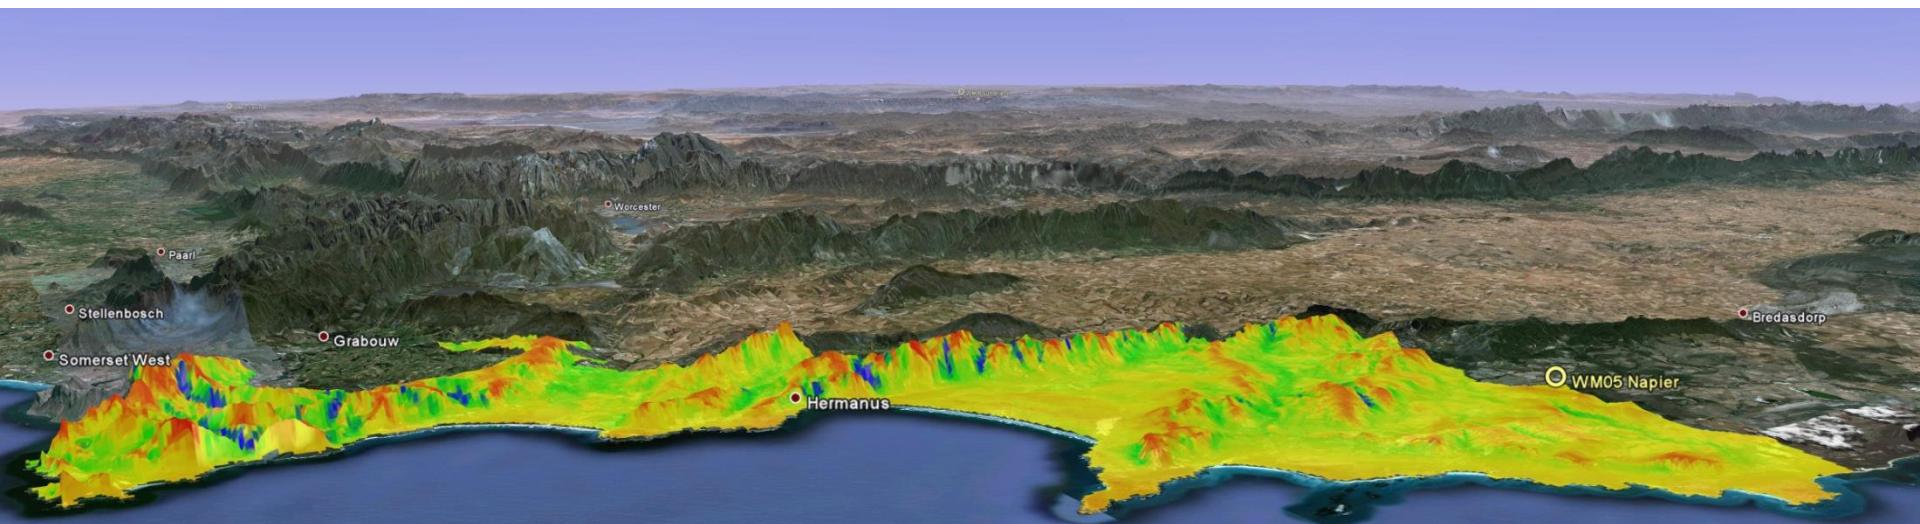 Worcester
Paarl
Stellenbosch
Bredasdorp
Grabouw
Somerset West
WM05 Napier
Hermanus